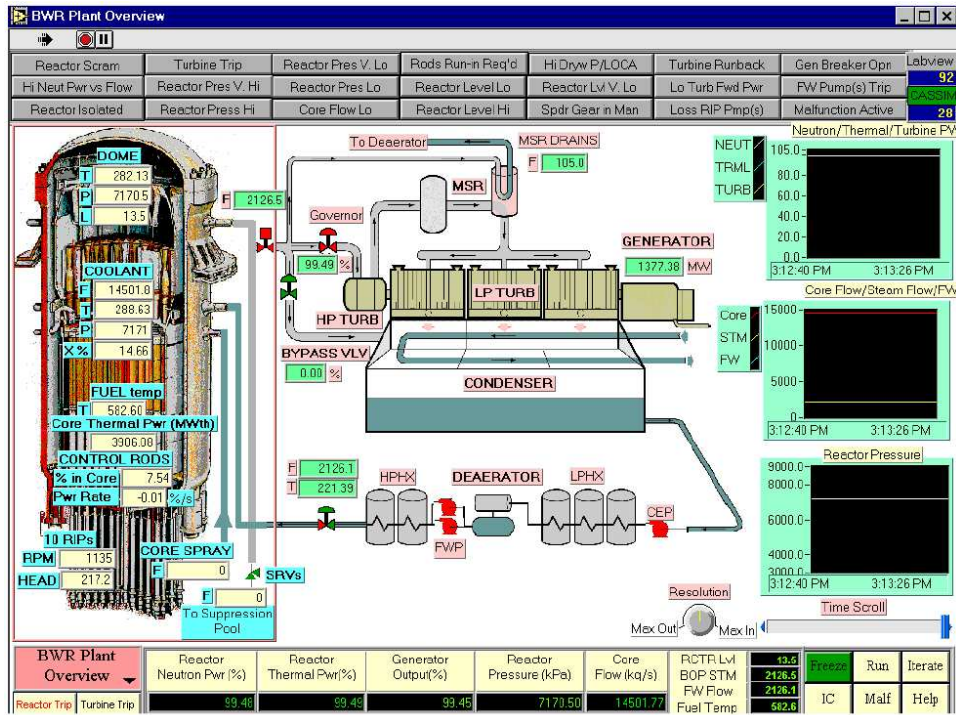 BWR Plant Overview
Reactor Scram
Turbine Trip
Reactor Pres V. Lo
Rods Run-in Req'd
Hi Dryw P/LOCA
Turbine Runback
Gen Breaker Opn
Labview
92
Hi Neut Pwr vs Flow
Reactor Pres V. Hi
Reactor Pres Lo
Reactor Level Lo
Reactor Lvl V. Lo
Lo Turb Fwd Pwr
FW Pump(s) Trip
CASSIM
28
Reactor Isolated
Reactor Press Hi
Core Flow Lo
Reactor Level Hi
Spdr Gear in Man
Loss RIP Pmp(s)
Malfunction Active
DOME
T 282.13
P 7170.5
L 13.5
COOLANT
F 14501.8
T 288.63
P 7171
X % 14.66
FUEL temp
T 582.60
Core Thermal Pwr (MWth)
3906.08
CONTROL RODS
% in Core 7.54
Pwr Rate -0.01 %/s
10 RIPs
RPM 1135
HEAD 217.2
CORE SPRAY
F 0
SRVs
F 0
To Suppression
Pool
F 2126.5
To Deaerator
MSR DRAINS
F 105.0
MSR
Governor
99.49 %
HP TURB
LP TURB
GENERATOR
1377.38 MW
BYPASS VLV
0.00 %
CONDENSER
F 2126.1
T 221.39
HPHX
DEAERATOR
LPHX
CEP
FWP
Neutron/Thermal/Turbine PW
NEUT
TRML
TURB
105.0
80.0
60.0
40.0
20.0
0.0
3:12:40 PM 3:13:26 PM
Core Flow/Steam Flow/FW
Core
STM
FW
15000
10000
5000
0
3:12:40 PM 3:13:26 PM
Reactor Pressure
9000.0
8000.0
6000.0
4000.0
3000.0
3:12:40 PM 3:13:26 PM
Resolution
Max Out Max In
Time Scroll
BWR Plant
Overview
Reactor Trip Turbine Trip
Reactor
Neutron Pwr(%)
99.48
Reactor
Thermal Pwr(%)
99.49
Generator
Output(%)
99.45
Reactor
Pressure (kPa)
7170.50
Core
Flow (kg/s)
14501.77
RCTR Lvl 13.5
BOP STM 2126.5
FW Flow 2126.1
Fuel Temp 582.6
Freeze Run Iterate
IC Malf Help